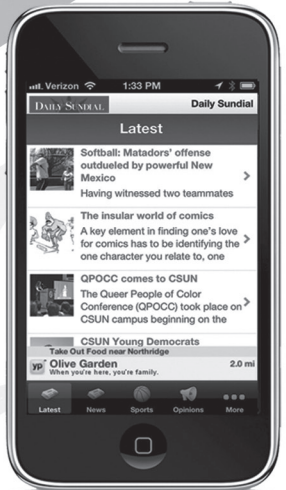 Verizon 1:33 PM
DAILY SUNDIAL Daily Sundial
Latest
Softball: Matadors' offense
outdueled by powerful New
Mexico
Having witnessed two teammates
The insular world of comics
A key element in finding one's love
for comics has to be identifying the
one character you relate to, one
QPOCC comes to CSUN
The Queer People of Color
Conference (QPOCC) took place on
CSUN campus beginning on the
CSUN Young Democrats
Take Out Food near Northridge
yp Olive Garden 2.0 mi
When you're here, you're family.
Latest News Sports Opinions More